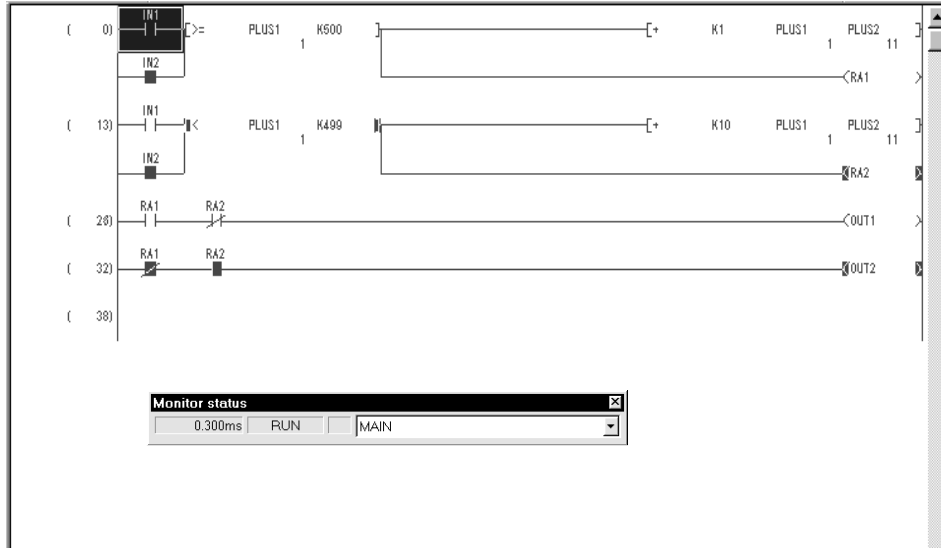 IN1
( 0) [>= PLUS1 K500 ] [+ K1 PLUS1 PLUS2 ]
1 1 11
IN2
<RA1 >
IN1
( 13) [< PLUS1 K499 ] [+ K10 PLUS1 PLUS2 ]
1 1 11
IN2
<RA2 >
RA1 RA2
( 26) <OUT1 >
RA1 RA2
( 32) <OUT2 >
( 38)
Monitor status
0.300ms RUN MAIN